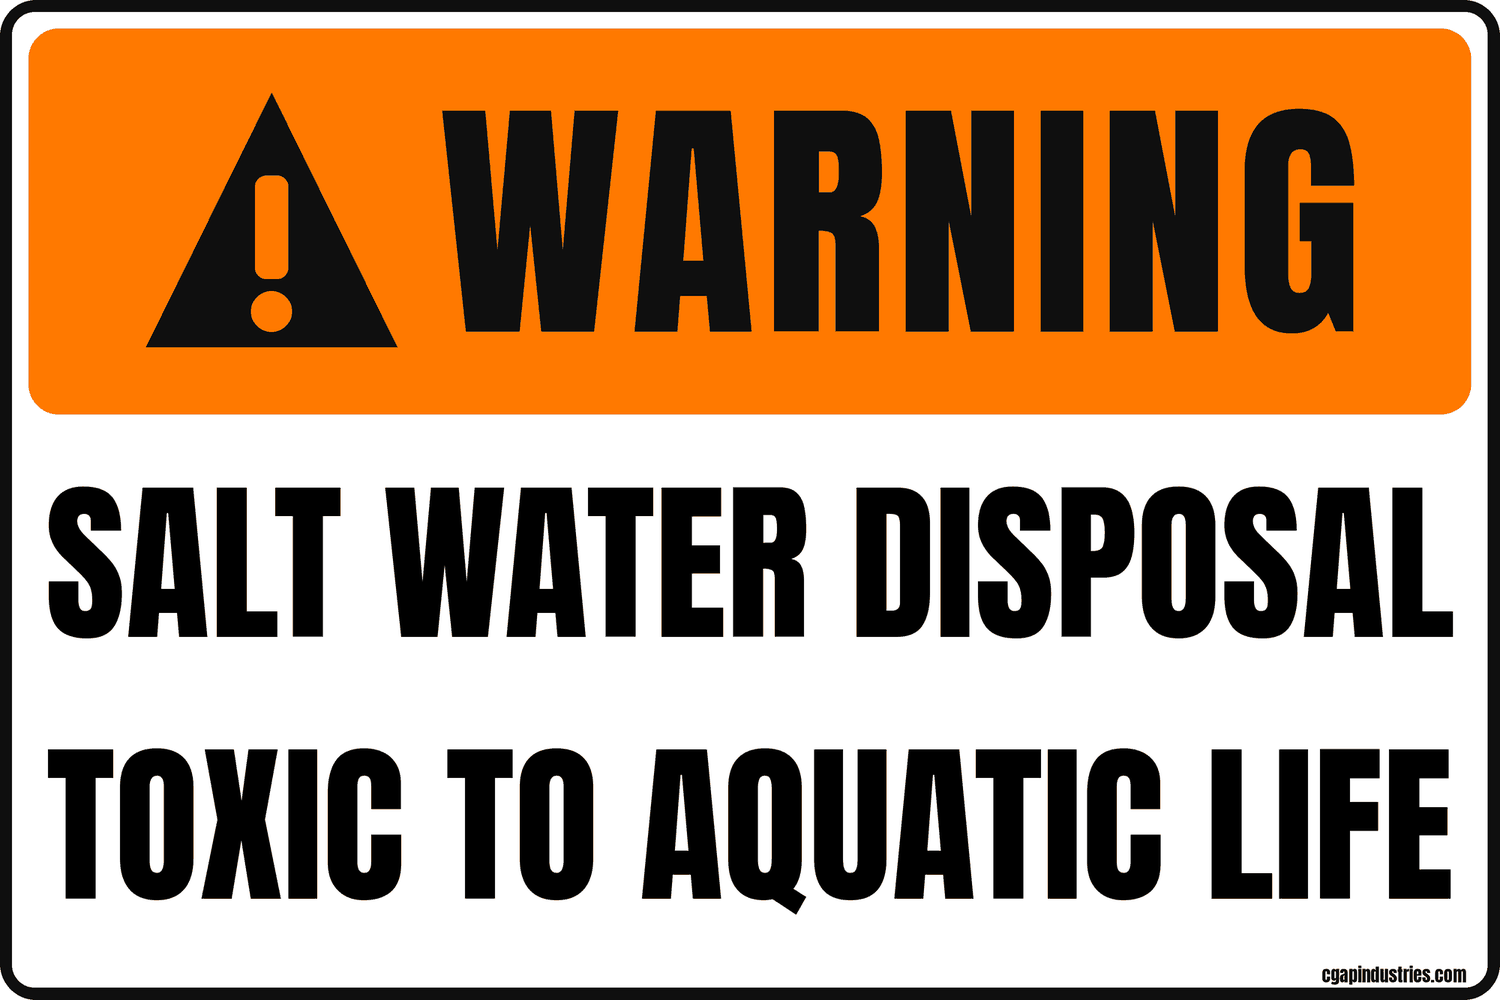 WARNING
SALT WATER DISPOSAL
TOXIC TO AQUATIC LIFE
cgapindustries.com